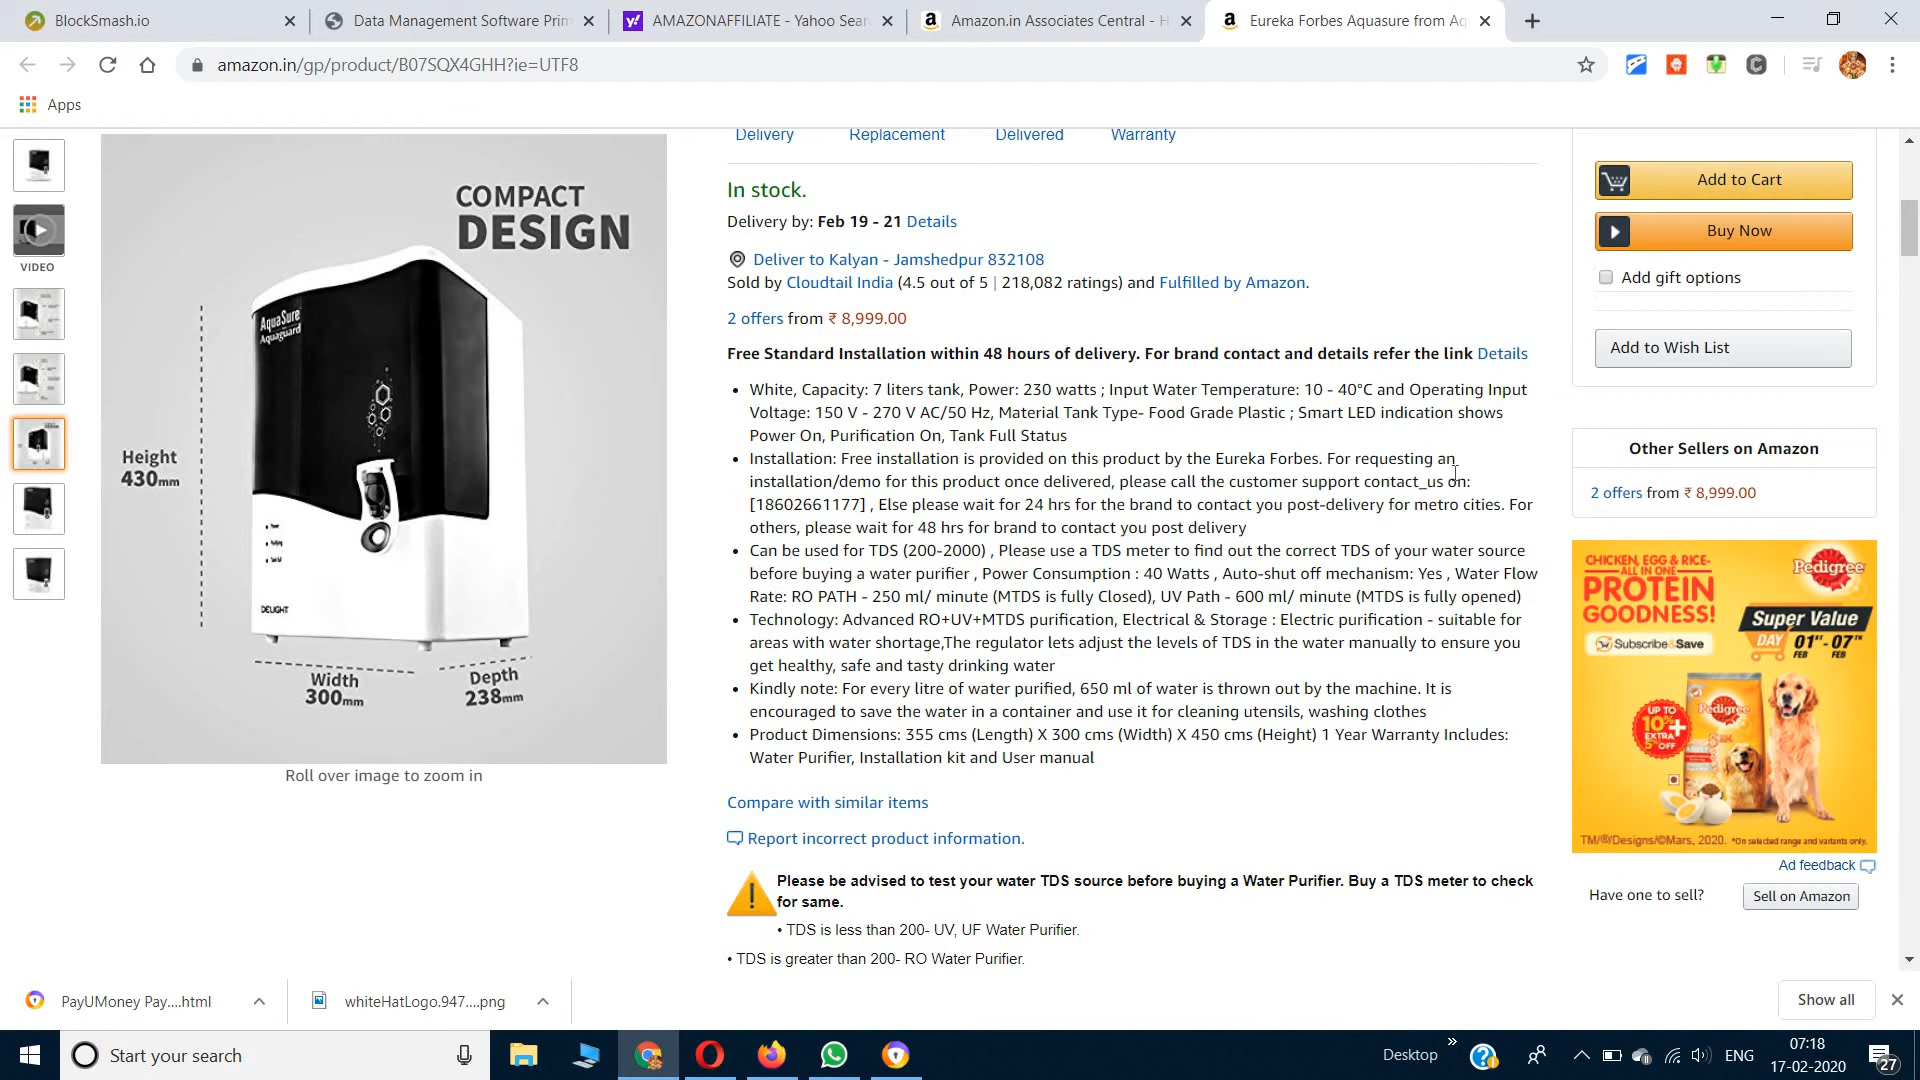 BlockSmash.io
Data Management Software Prim
AMAZONAFFILIATE - Yahoo Sear
Amazon.in Associates Central - H
Eureka Forbes Aquasure from Aq
amazon.in/gp/product/B07SQX4GHH?ie=UTF8
Apps
VIDEO
COMPACT
DESIGN
AquaSure
Aquaguard
Height
430mm
DELIGHT
Width
300mm
Depth
238mm
Roll over image to zoom in
Delivery Replacement Delivered Warranty
In stock.
Delivery by: Feb 19 - 21 Details
Deliver to Kalyan - Jamshedpur 832108
Sold by Cloudtail India (4.5 out of 5 | 218,082 ratings) and Fulfilled by Amazon.
2 offers from ₹ 8,999.00
Free Standard Installation within 48 hours of delivery. For brand contact and details refer the link Details
• White, Capacity: 7 liters tank, Power: 230 watts ; Input Water Temperature: 10 - 40°C and Operating Input
Voltage: 150 V - 270 V AC/50 Hz, Material Tank Type- Food Grade Plastic ; Smart LED indication shows
Power On, Purification On, Tank Full Status
• Installation: Free installation is provided on this product by the Eureka Forbes. For requesting an
installation/demo for this product once delivered, please call the customer support contact_us on:
[18602661177] , Else please wait for 24 hrs for the brand to contact you post-delivery for metro cities. For
others, please wait for 48 hrs for brand to contact you post delivery
• Can be used for TDS (200-2000) , Please use a TDS meter to find out the correct TDS of your water source
before buying a water purifier , Power Consumption : 40 Watts , Auto-shut off mechanism: Yes , Water Flow
Rate: RO PATH - 250 ml/ minute (MTDS is fully Closed), UV Path - 600 ml/ minute (MTDS is fully opened)
• Technology: Advanced RO+UV+MTDS purification, Electrical & Storage : Electric purification - suitable for
areas with water shortage,The regulator lets adjust the levels of TDS in the water manually to ensure you
get healthy, safe and tasty drinking water
• Kindly note: For every litre of water purified, 650 ml of water is thrown out by the machine. It is
encouraged to save the water in a container and use it for cleaning utensils, washing clothes
• Product Dimensions: 355 cms (Length) X 300 cms (Width) X 450 cms (Height) 1 Year Warranty Includes:
Water Purifier, Installation kit and User manual
Compare with similar items
Report incorrect product information.
Please be advised to test your water TDS source before buying a Water Purifier. Buy a TDS meter to check
for same.
• TDS is less than 200- UV, UF Water Purifier.
• TDS is greater than 200- RO Water Purifier.
Add to Cart
Buy Now
Add gift options
Add to Wish List
Other Sellers on Amazon
2 offers from ₹ 8,999.00
CHICKEN, EGG & RICE-
ALL IN ONE
PROTEIN
GOODNESS!
Pedigree
Subscribe & Save
Super Value
DAY 01ST-07TH
FEB FEB
UP TO
10%+
EXTRA
5% OFF
Pedigree
TM/®/Designs/©Mars, 2020. *On selected range and variants only.
Ad feedback
Have one to sell? Sell on Amazon
PayUMoney Pay....html
whiteHatLogo.947....png
Show all
Start your search
Desktop
ENG
07:18
17-02-2020
27